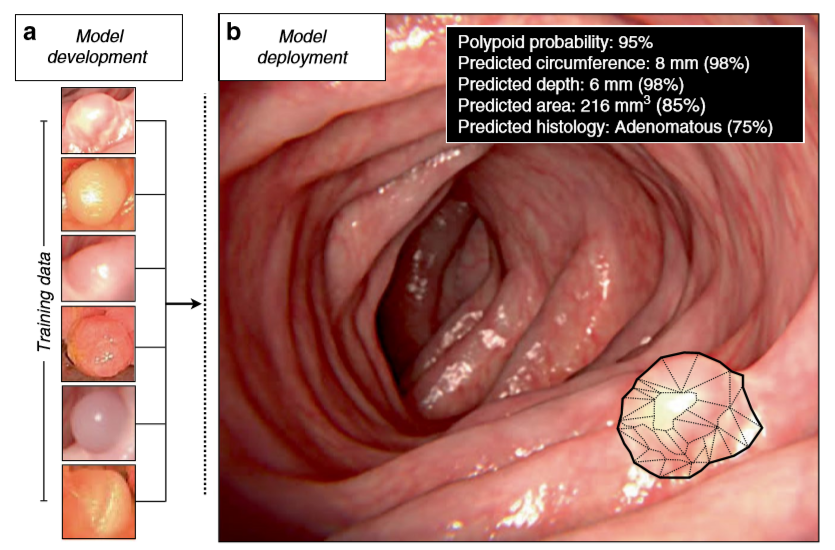 a
Model
development
Training data
b
Model
deployment
Polypoid probability: 95%
Predicted circumference: 8 mm (98%)
Predicted depth: 6 mm (98%)
Predicted area: 216 mm³ (85%)
Predicted histology: Adenomatous (75%)